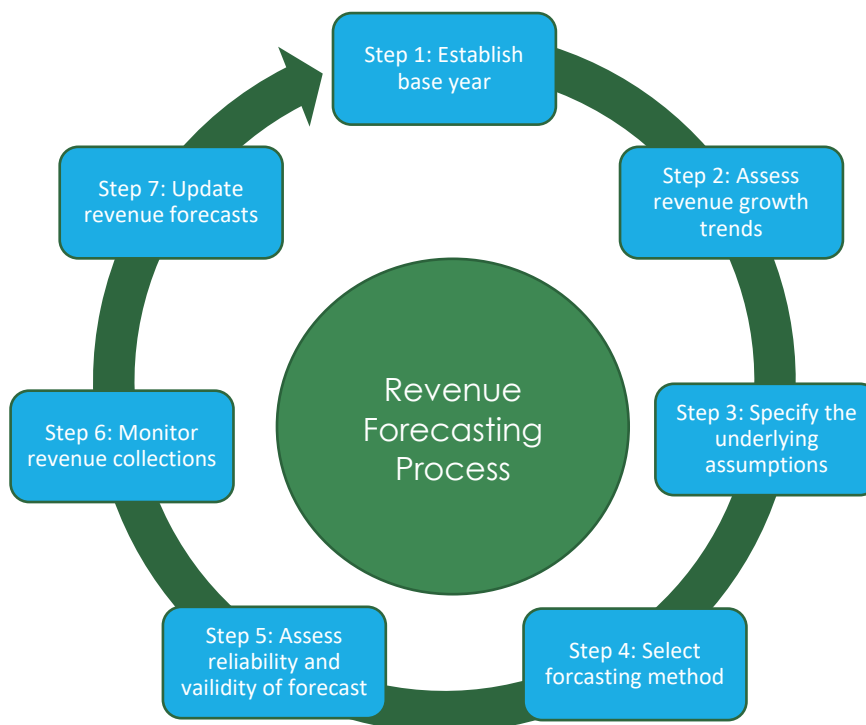 Step 1: Establish
base year
Step 2: Assess
revenue growth
trends
Step 3: Specify the
underlying
assumptions
Step 4: Select
forcasting method
Step 5: Assess
reliability and
vailidity of forecast
Step 6: Monitor
revenue collections
Step 7: Update
revenue forecasts
Revenue
Forecasting
Process